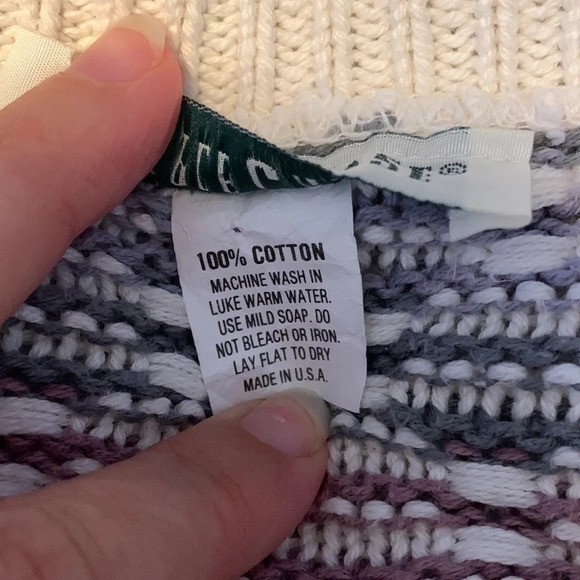 100% COTTON
MACHINE WASH IN
LUKE WARM WATER.
USE MILD SOAP. DO
NOT BLEACH OR IRON.
LAY FLAT TO DRY
MADE IN U.S.A.